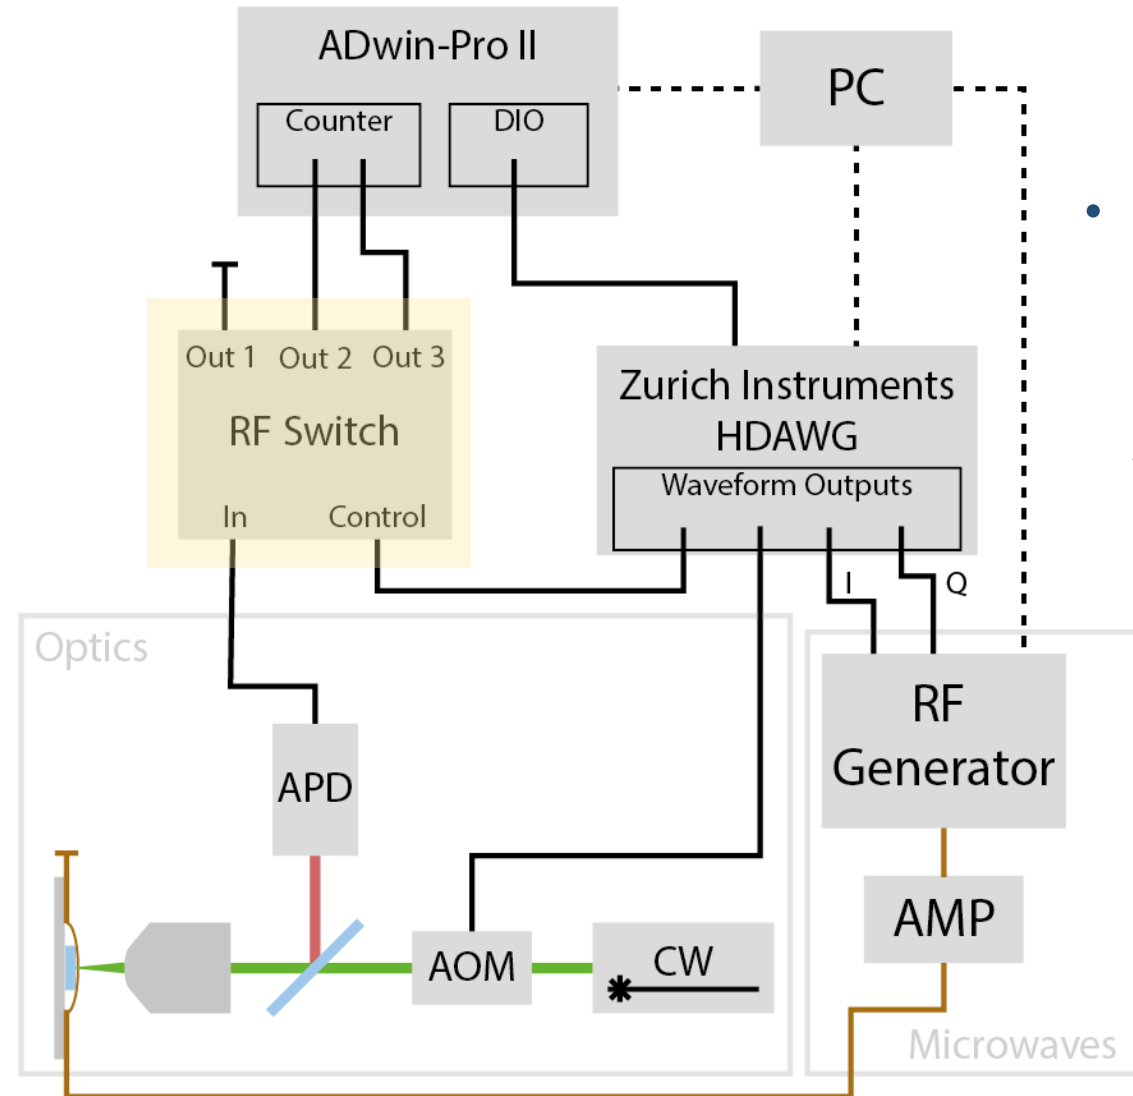 ADwin-Pro II
PC
Counter
DIO
Out 1
Out 2
Out 3
RF Switch
In
Control
Zurich Instruments
HDAWG
Waveform Outputs
I
Q
Optics
RF
Generator
APD
AMP
AOM
CW
Microwaves